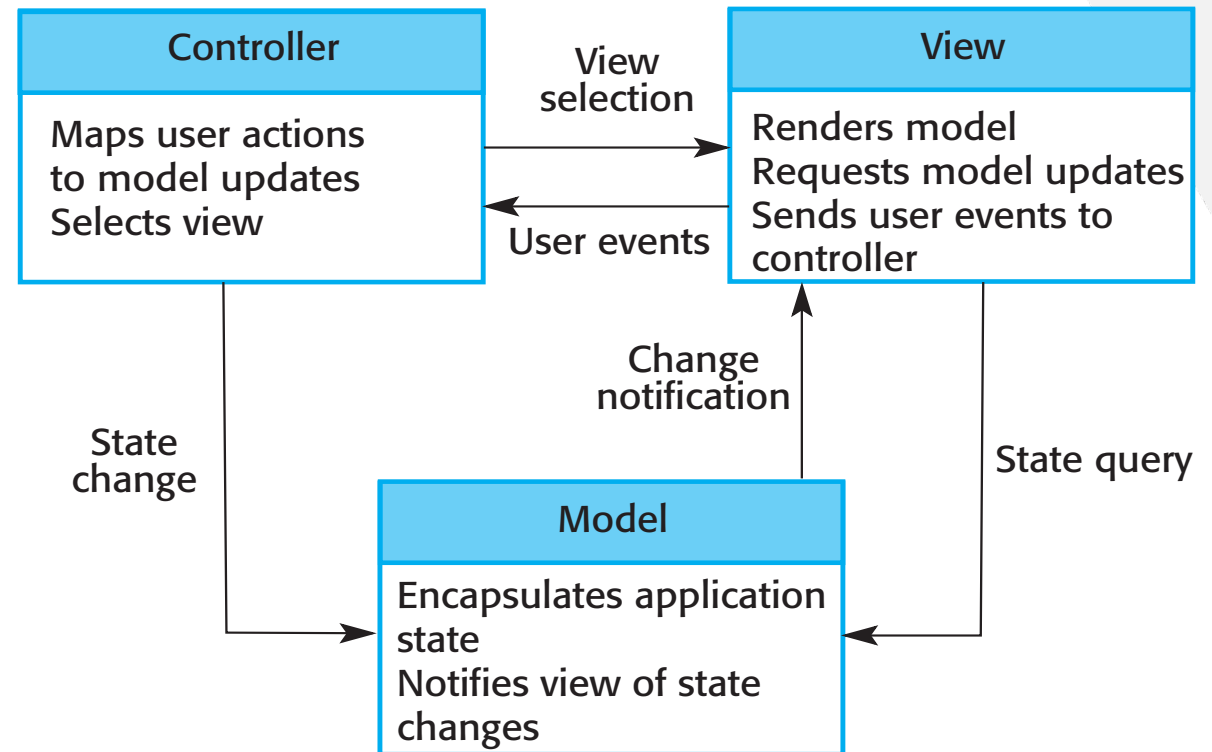 Controller
Maps user actions
to model updates
Selects view
View
selection
User events
View
Renders model
Requests model updates
Sends user events to
controller
State
change
Change
notification
State query
Model
Encapsulates application
state
Notifies view of state
changes